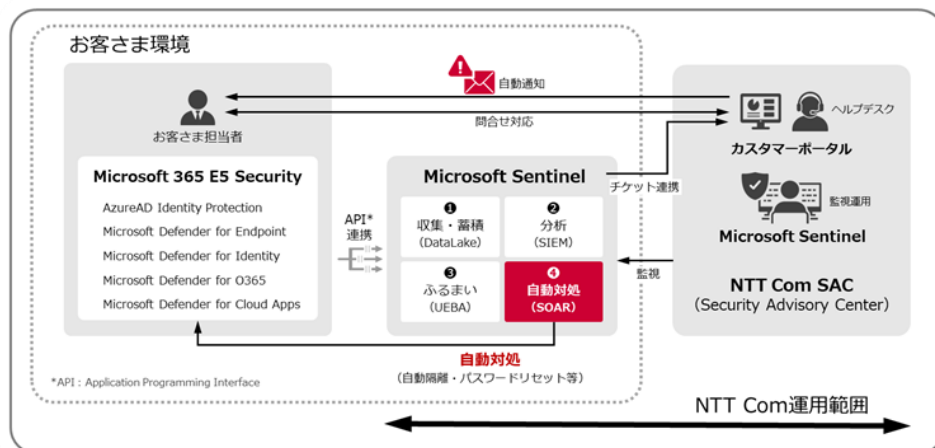 お客さま環境
自動通知
お客さま担当者
問合せ対応
ヘルプデスク
カスタマーポータル
Microsoft 365 E5 Security
AzureAD Identity Protection
Microsoft Defender for Endpoint
Microsoft Defender for Identity
Microsoft Defender for O365
Microsoft Defender for Cloud Apps
API*
連携
Microsoft Sentinel
❶
収集・蓄積
(DataLake)
❷
分析
(SIEM)
❸
ふるまい
(UEBA)
❹
自動対処
(SOAR)
チケット連携
監視
監視運用
Microsoft Sentinel
NTT Com SAC
(Security Advisory Center)
自動対処
(自動隔離・パスワードリセット等)
*API : Application Programming Interface
NTT Com運用範囲